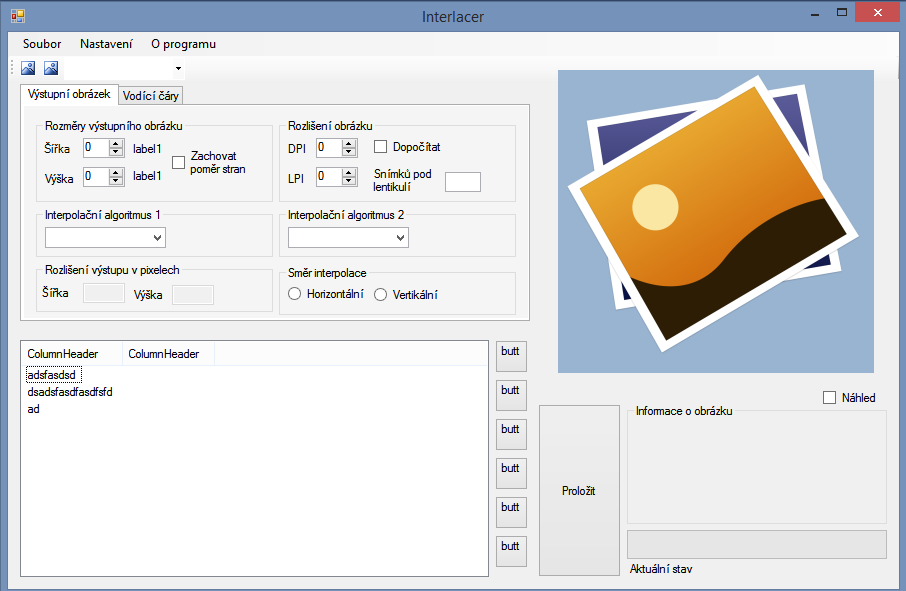 Interlacer
Soubor Nastavení O programu
Výstupní obrázek Vodící čáry
Rozměry výstupního obrázku
Šířka 0 label1
Výška 0 label1
Zachovat
poměr stran
Rozlišení obrázku
DPI 0 Dopočítat
LPI 0
Snímků pod
lentikulí
Interpolační algoritmus 1
Interpolační algoritmus 2
Rozlišení výstupu v pixelech
Šířka Výška
Směr interpolace
Horizontální Vertikální
ColumnHeader ColumnHeader
adsfasdsd
dsadsfasdfasdfsfd
ad
butt
butt
butt
butt
butt
butt
Náhled
Proložit
Informace o obrázku
Aktuální stav